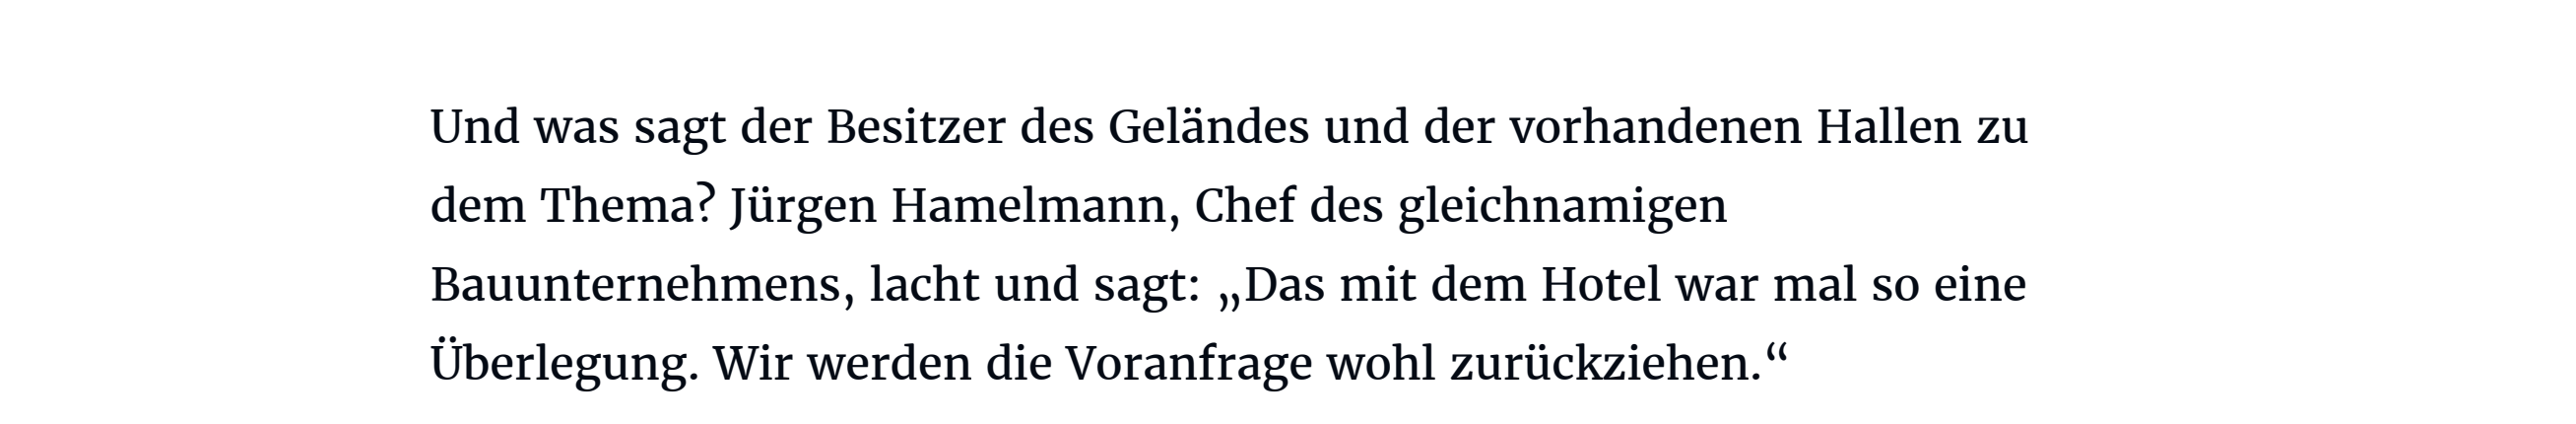 Und was sagt der Besitzer des Geländes und der vorhandenen Hallen zu
dem Thema? Jürgen Hamelmann, Chef des gleichnamigen
Bauunternehmens, lacht und sagt: „Das mit dem Hotel war mal so eine
Überlegung. Wir werden die Voranfrage wohl zurückziehen.“